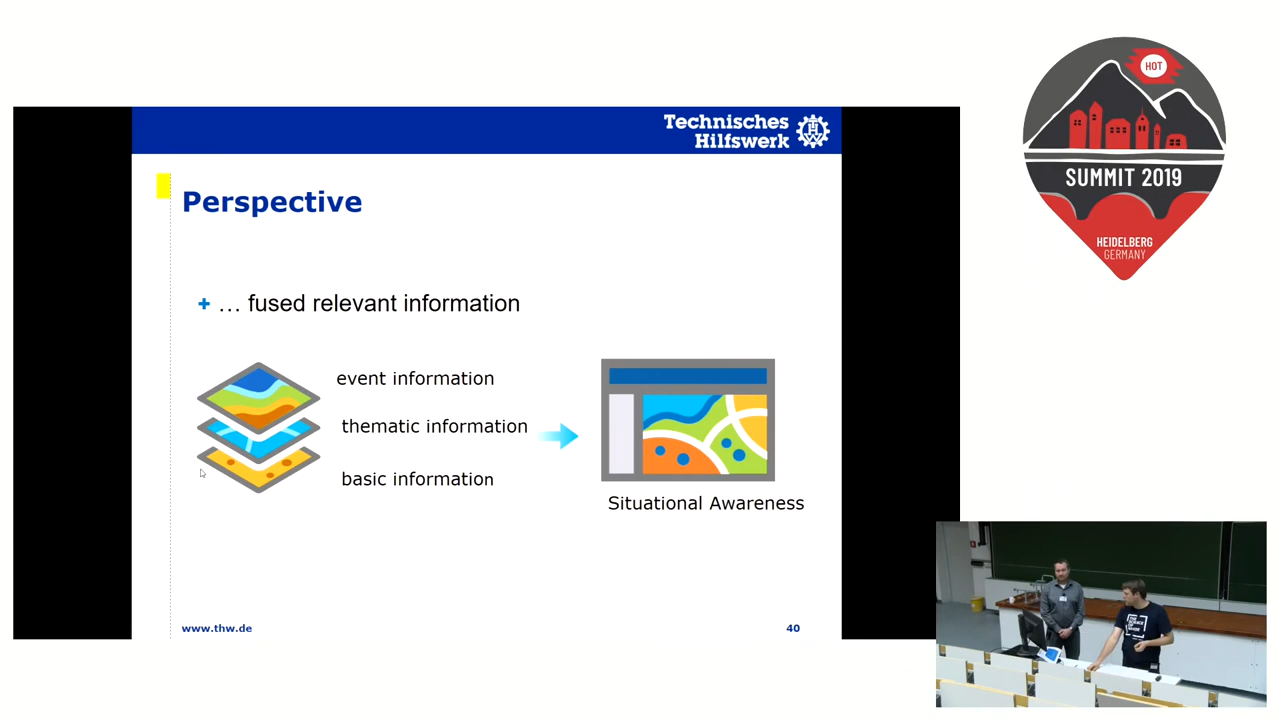 Technisches
Hilfswerk
THW
Perspective
+ … fused relevant information
event information
thematic information
basic information
Situational Awareness
www.thw.de
40
HOT
SUMMIT 2019
HEIDELBERG
GERMANY